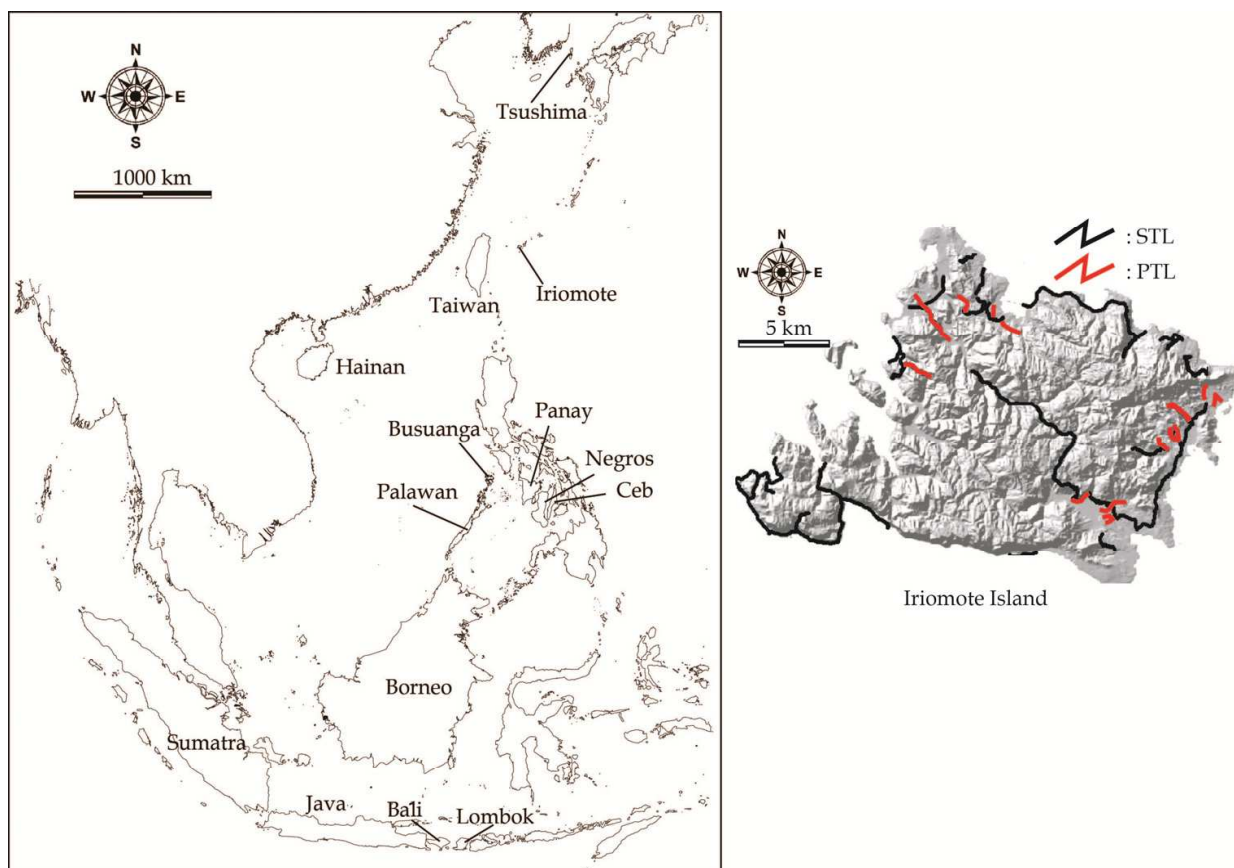 N
W
E
S
1000 km
Tsushima
Iriomote
Taiwan
Hainan
Panay
Busuanga
Negros
Palawan
Ceb
Borneo
Sumatra
Java
Bali
Lombok
N
W
E
S
5 km
: STL
: PTL
Iriomote Island